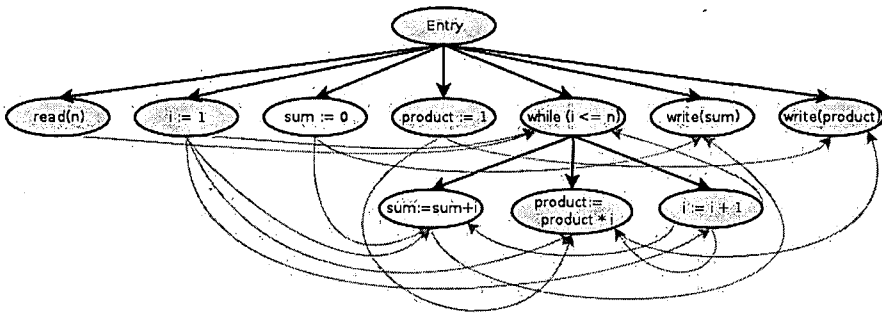 Entry
read(n)
i := 1
sum := 0
product := 1
while (i <= n)
write(sum)
write(product)
sum:=sum+i
product:=
product * i
i := i + 1